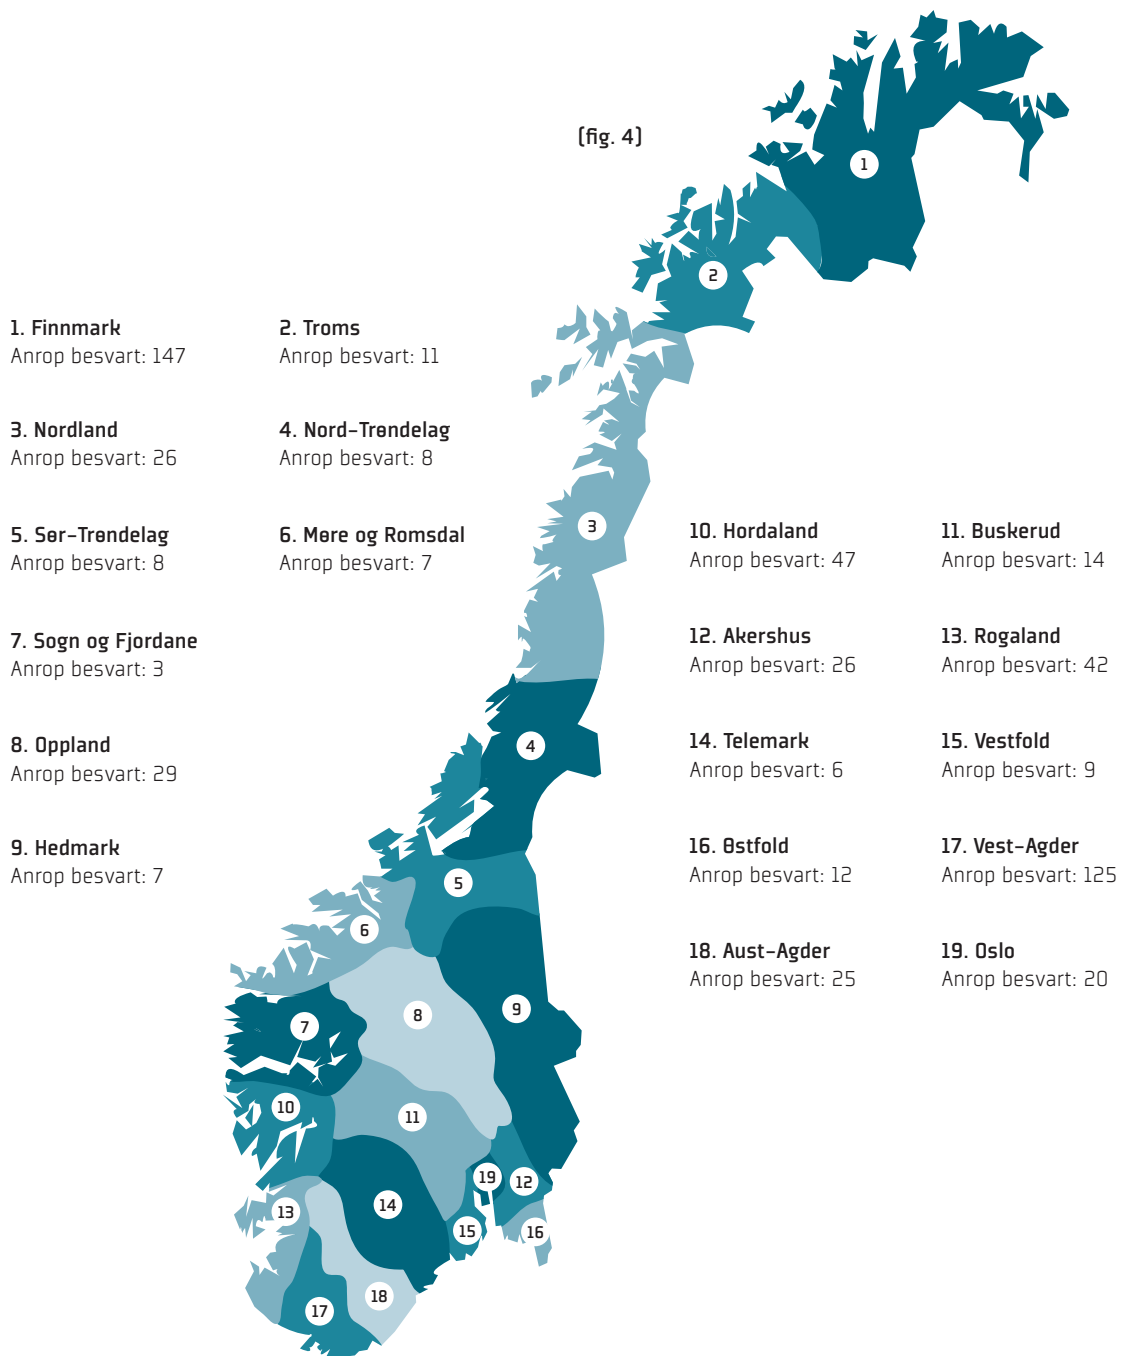 (fig. 4)
1. Finnmark
Anrop besvart: 147
2. Troms
Anrop besvart: 11
3. Nordland
Anrop besvart: 26
4. Nord-Trøndelag
Anrop besvart: 8
5. Sør-Trøndelag
Anrop besvart: 8
6. Møre og Romsdal
Anrop besvart: 7
7. Sogn og Fjordane
Anrop besvart: 3
8. Oppland
Anrop besvart: 29
9. Hedmark
Anrop besvart: 7
10. Hordaland
Anrop besvart: 47
11. Buskerud
Anrop besvart: 14
12. Akershus
Anrop besvart: 26
13. Rogaland
Anrop besvart: 42
14. Telemark
Anrop besvart: 6
15. Vestfold
Anrop besvart: 9
16. Østfold
Anrop besvart: 12
17. Vest-Agder
Anrop besvart: 125
18. Aust-Agder
Anrop besvart: 25
19. Oslo
Anrop besvart: 20
1
2
3
4
5
6
7
8
9
10
11
19
12
14
13
15
16
18
17